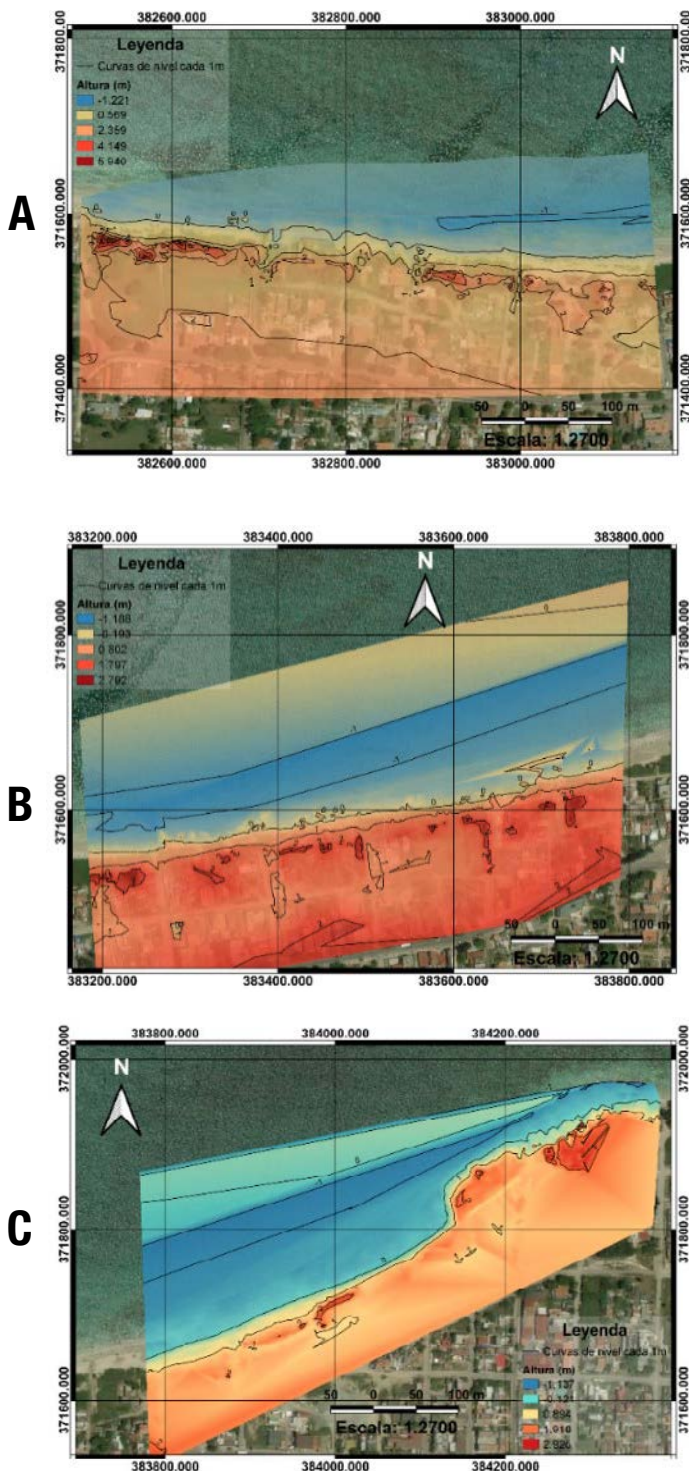 A
382600.000 382800.000 383000.000
371800.000
371600.000
371400.000
Leyenda
Curvas de nivel cada 1m
Altura (m)
-1.221
0.569
2.359
4.149
5.940
N
371800.000
371600.000
371400.000
50 0 50 100 m
Escala: 1.2700
382600.000 382800.000 383000.000
B
383200.000 383400.000 383600.000 383800.000
371800.000
371600.000
Leyenda
Curvas de nivel cada 1m
Altura (m)
-1.188
-0.193
0.802
1.797
2.792
N
371800.000
371600.000
50 0 50 100 m
Escala: 1.2700
383200.000 383400.000 383600.000 383800.000
C
383800.000 384000.000 384200.000
372000.000
371800.000
371600.000
N
372000.000
371800.000
371600.000
Leyenda
Curvas de nivel cada 1m
Altura (m)
-1.137
-0.121
0.894
1.910
2.926
50 0 50 100 m
Escala: 1.2700
383800.000 384000.000 384200.000